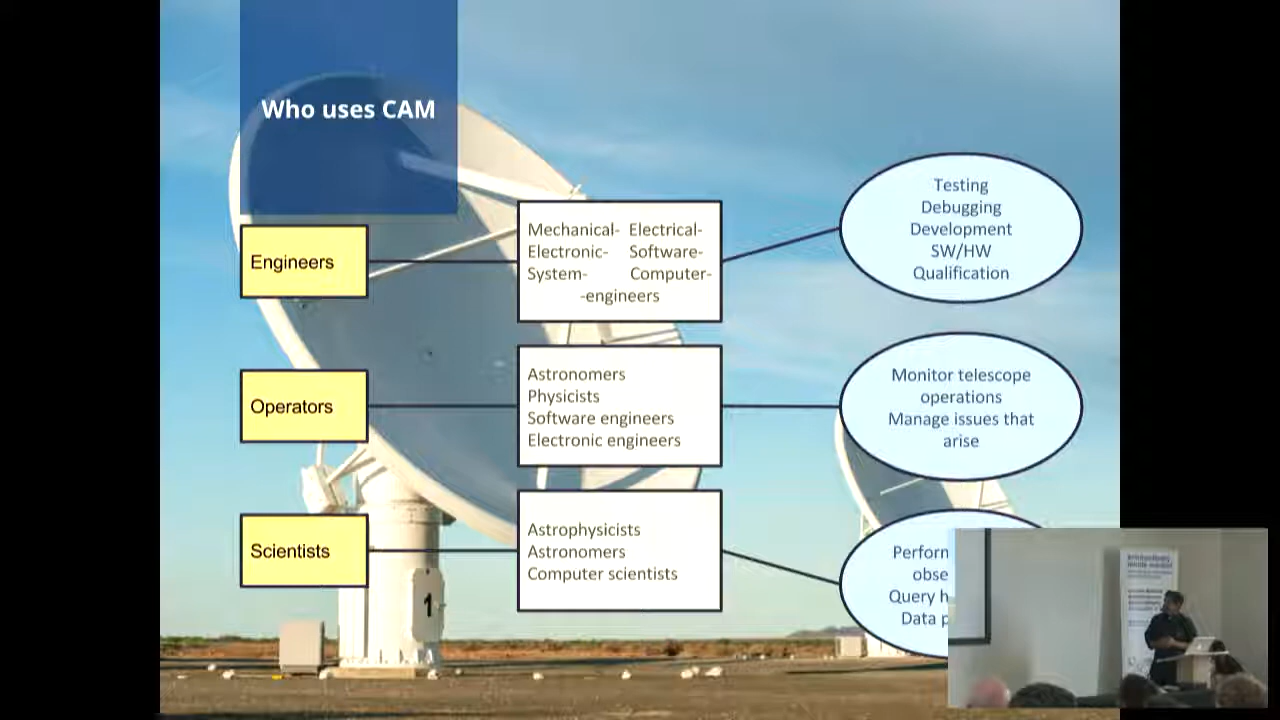 Who uses CAM
Engineers
Mechanical- Electrical-
Electronic- Software-
System- Computer-
-engineers
Testing
Debugging
Development
SW/HW
Qualification
Operators
Astronomers
Physicists
Software engineers
Electronic engineers
Monitor telescope
operations
Manage issues that
arise
Scientists
Astrophysicists
Astronomers
Computer scientists
Perform
obse
Query h
Data p
1